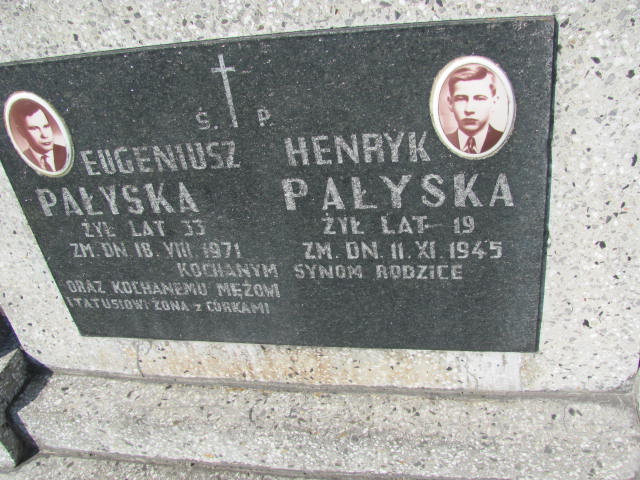 Ś. P.
EUGENIUSZ
PAŁYSKA
ŻYŁ LAT 33
ZM. DN 18. VIII 1971
HENRYK
PAŁYSKA
ŻYŁ LAT 19
ZM. DN. 11. XI. 1945
KOCHANYM SYNOM RODZICE
ORAZ KOCHANEMU MĘŻOWI
I TATUSIOWI ŻONA z CÓRKAMI